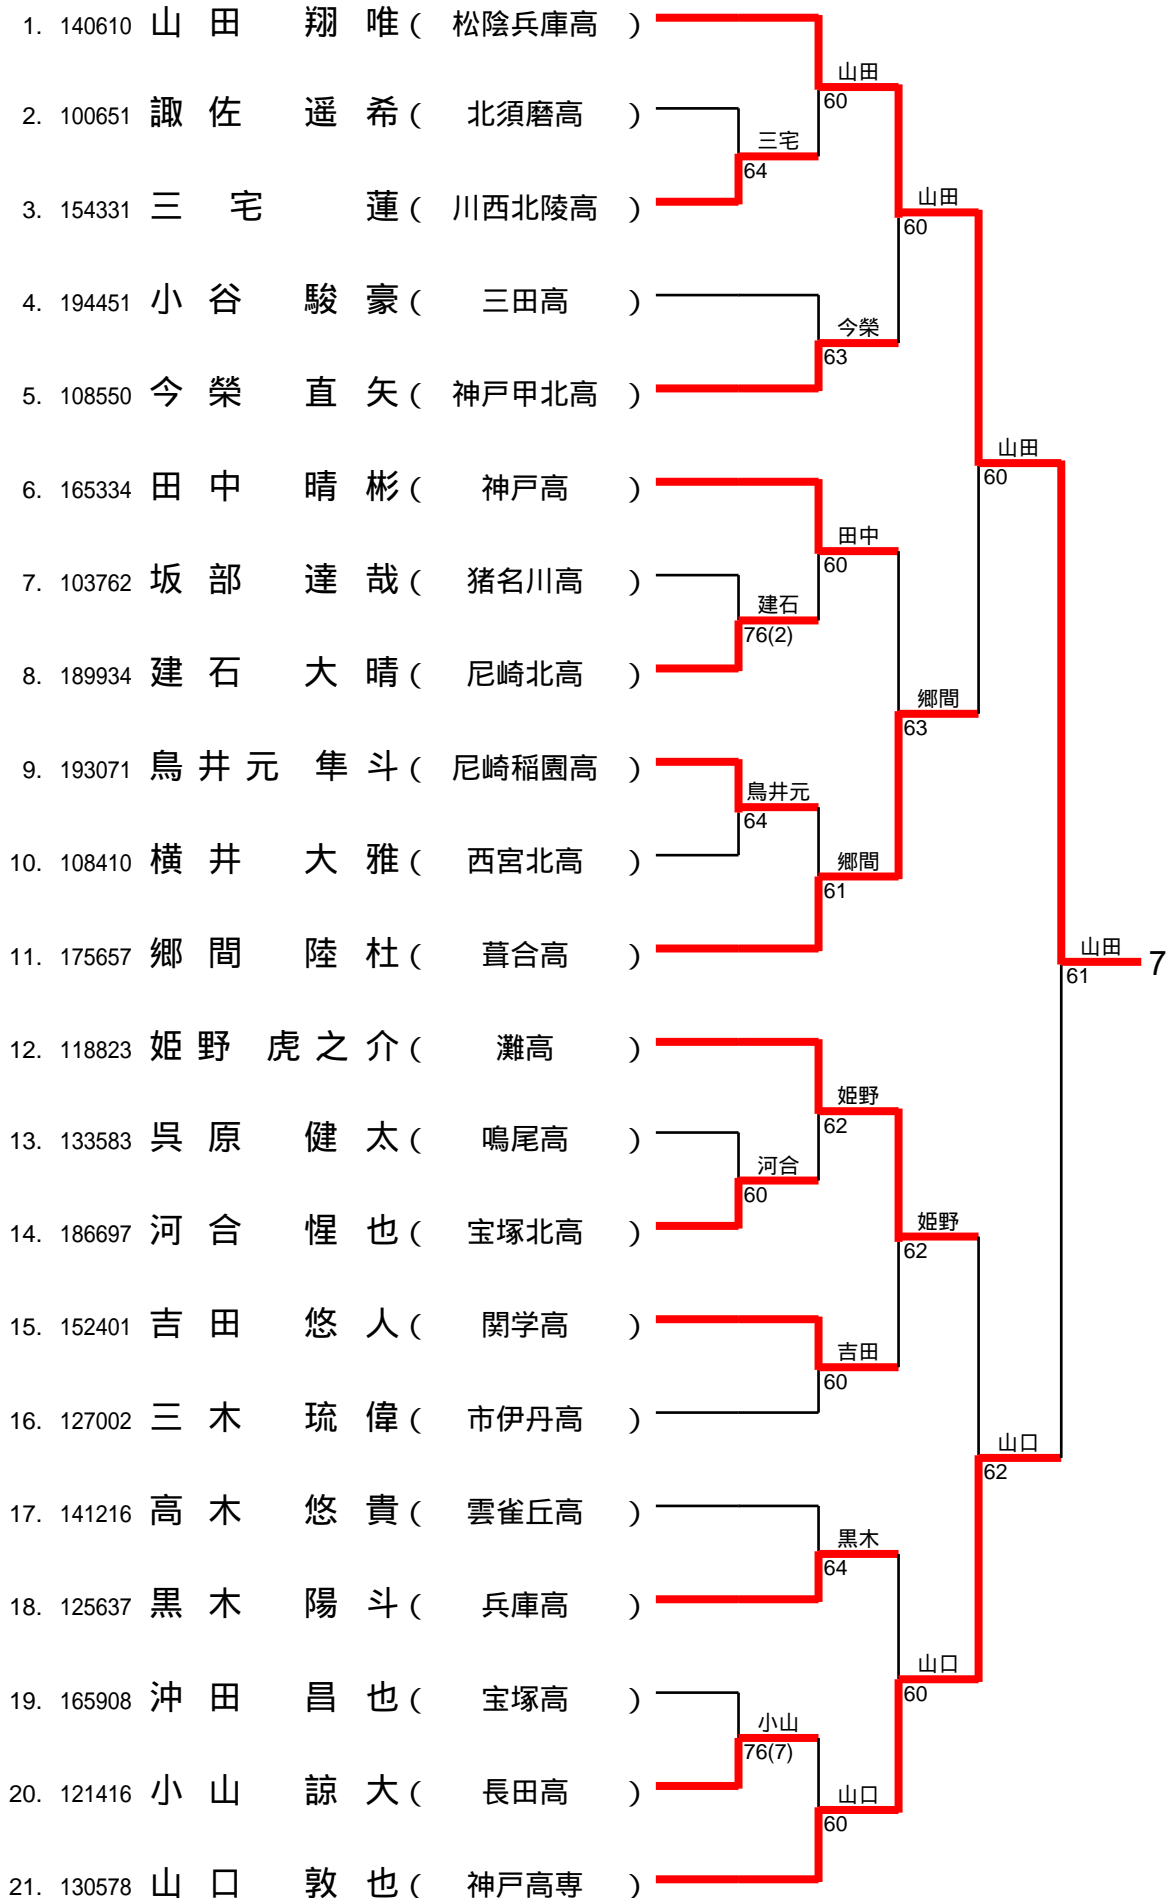 1. 140610 山田 翔唯 ( 松陰兵庫高 )
山田
60
2. 100651 諏佐 遥希 ( 北須磨高 )
三宅
64
3. 154331 三宅 蓮 ( 川西北陵高 )
山田
60
4. 194451 小谷 駿豪 ( 三田高 )
今榮
63
5. 108550 今榮 直矢 ( 神戸甲北高 )
山田
60
6. 165334 田中 晴彬 ( 神戸高 )
田中
60
7. 103762 坂部 達哉 ( 猪名川高 )
建石
76(2)
8. 189934 建石 大晴 ( 尼崎北高 )
郷間
63
9. 193071 鳥井元 隼斗 ( 尼崎稲園高 )
鳥井元
64
10. 108410 横井 大雅 ( 西宮北高 )
郷間
61
11. 175657 郷間 陸杜 ( 葺合高 )
山田
61
7
12. 118823 姫野 虎之介 ( 灘高 )
姫野
62
13. 133583 呉原 健太 ( 鳴尾高 )
河合
60
14. 186697 河合 惺也 ( 宝塚北高 )
姫野
62
15. 152401 吉田 悠人 ( 関学高 )
吉田
60
16. 127002 三木 琉偉 ( 市伊丹高 )
山口
62
17. 141216 高木 悠貴 ( 雲雀丘高 )
黒木
64
18. 125637 黒木 陽斗 ( 兵庫高 )
山口
60
19. 165908 沖田 昌也 ( 宝塚高 )
小山
76(7)
20. 121416 小山 諒大 ( 長田高 )
山口
60
21. 130578 山口 敦也 ( 神戸高専 )